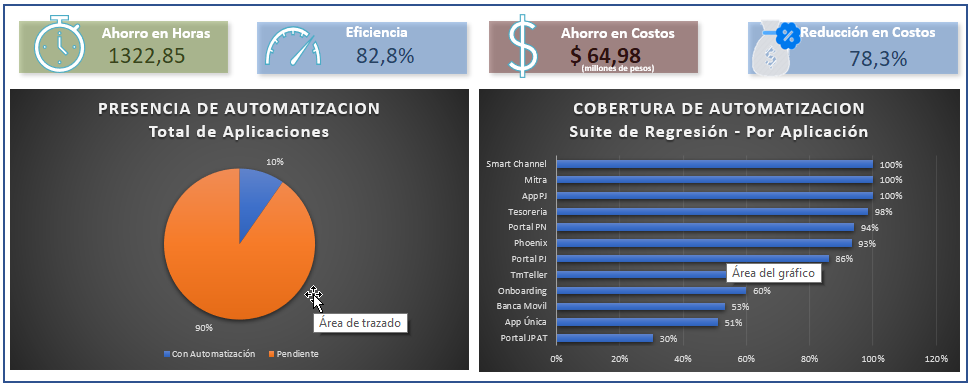 Ahorro en Horas
1322,85
Eficiencia
82,8%
Ahorro en Costos
$ 64,98
(millones de pesos)
Reducción en Costos
78,3%
PRESENCIA DE AUTOMATIZACION
Total de Aplicaciones
10%
90%
Área de trazado
Con Automatización
Pendiente
COBERTURA DE AUTOMATIZACION
Suite de Regresión - Por Aplicación
Smart Channel 100%
Mitra 100%
AppPJ 100%
Tesoreria 98%
Portal PN 94%
Phoenix 93%
Portal PJ 86%
TmTeller
Área del gráfico
Onboarding 60%
Banca Movil 53%
App Única 51%
Portal JPAT 30%
0% 20% 40% 60% 80% 100% 120%